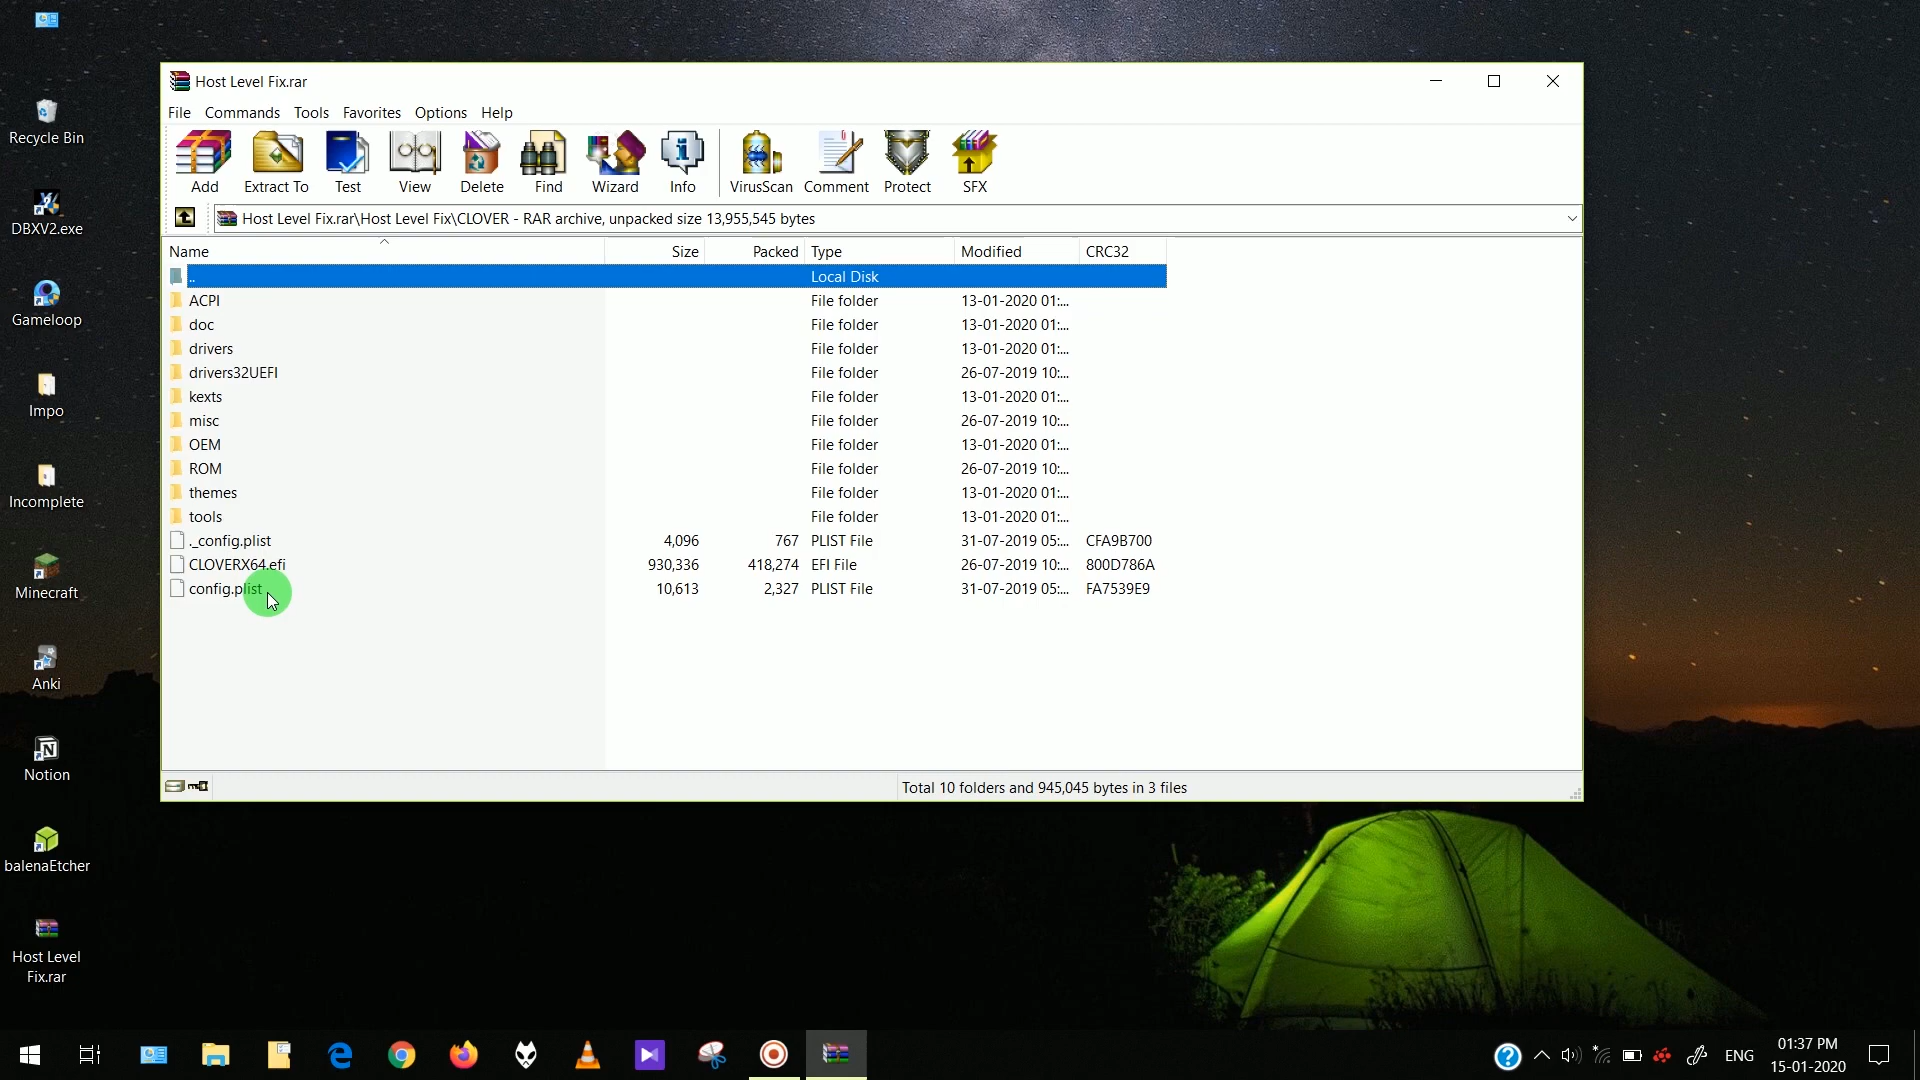 Host Level Fix.rar
File Commands Tools Favorites Options Help
Add Extract To Test View Delete Find Wizard Info VirusScan Comment Protect SFX
Host Level Fix.rar\Host Level Fix\CLOVER - RAR archive, unpacked size 13,955,545 bytes
Name Size Packed Type Modified CRC32
.. Local Disk
ACPI File folder 13-01-2020 01:...
doc File folder 13-01-2020 01:...
drivers File folder 13-01-2020 01:...
drivers32UEFI File folder 26-07-2019 10:...
kexts File folder 13-01-2020 01:...
misc File folder 26-07-2019 10:...
OEM File folder 13-01-2020 01:...
ROM File folder 26-07-2019 10:...
themes File folder 13-01-2020 01:...
tools File folder 13-01-2020 01:...
._config.plist 4,096 767 PLIST File 31-07-2019 05:... CFA9B700
CLOVERX64.efi 930,336 418,274 EFI File 26-07-2019 10:... 800D786A
config.plist 10,613 2,327 PLIST File 31-07-2019 05:... FA7539E9
Total 10 folders and 945,045 bytes in 3 files
Recycle Bin
DBXV2.exe
Gameloop
Impo
Incomplete
Minecraft
Anki
Notion
balenaEtcher
Host Level
Fix.rar
ENG
01:37 PM
15-01-2020